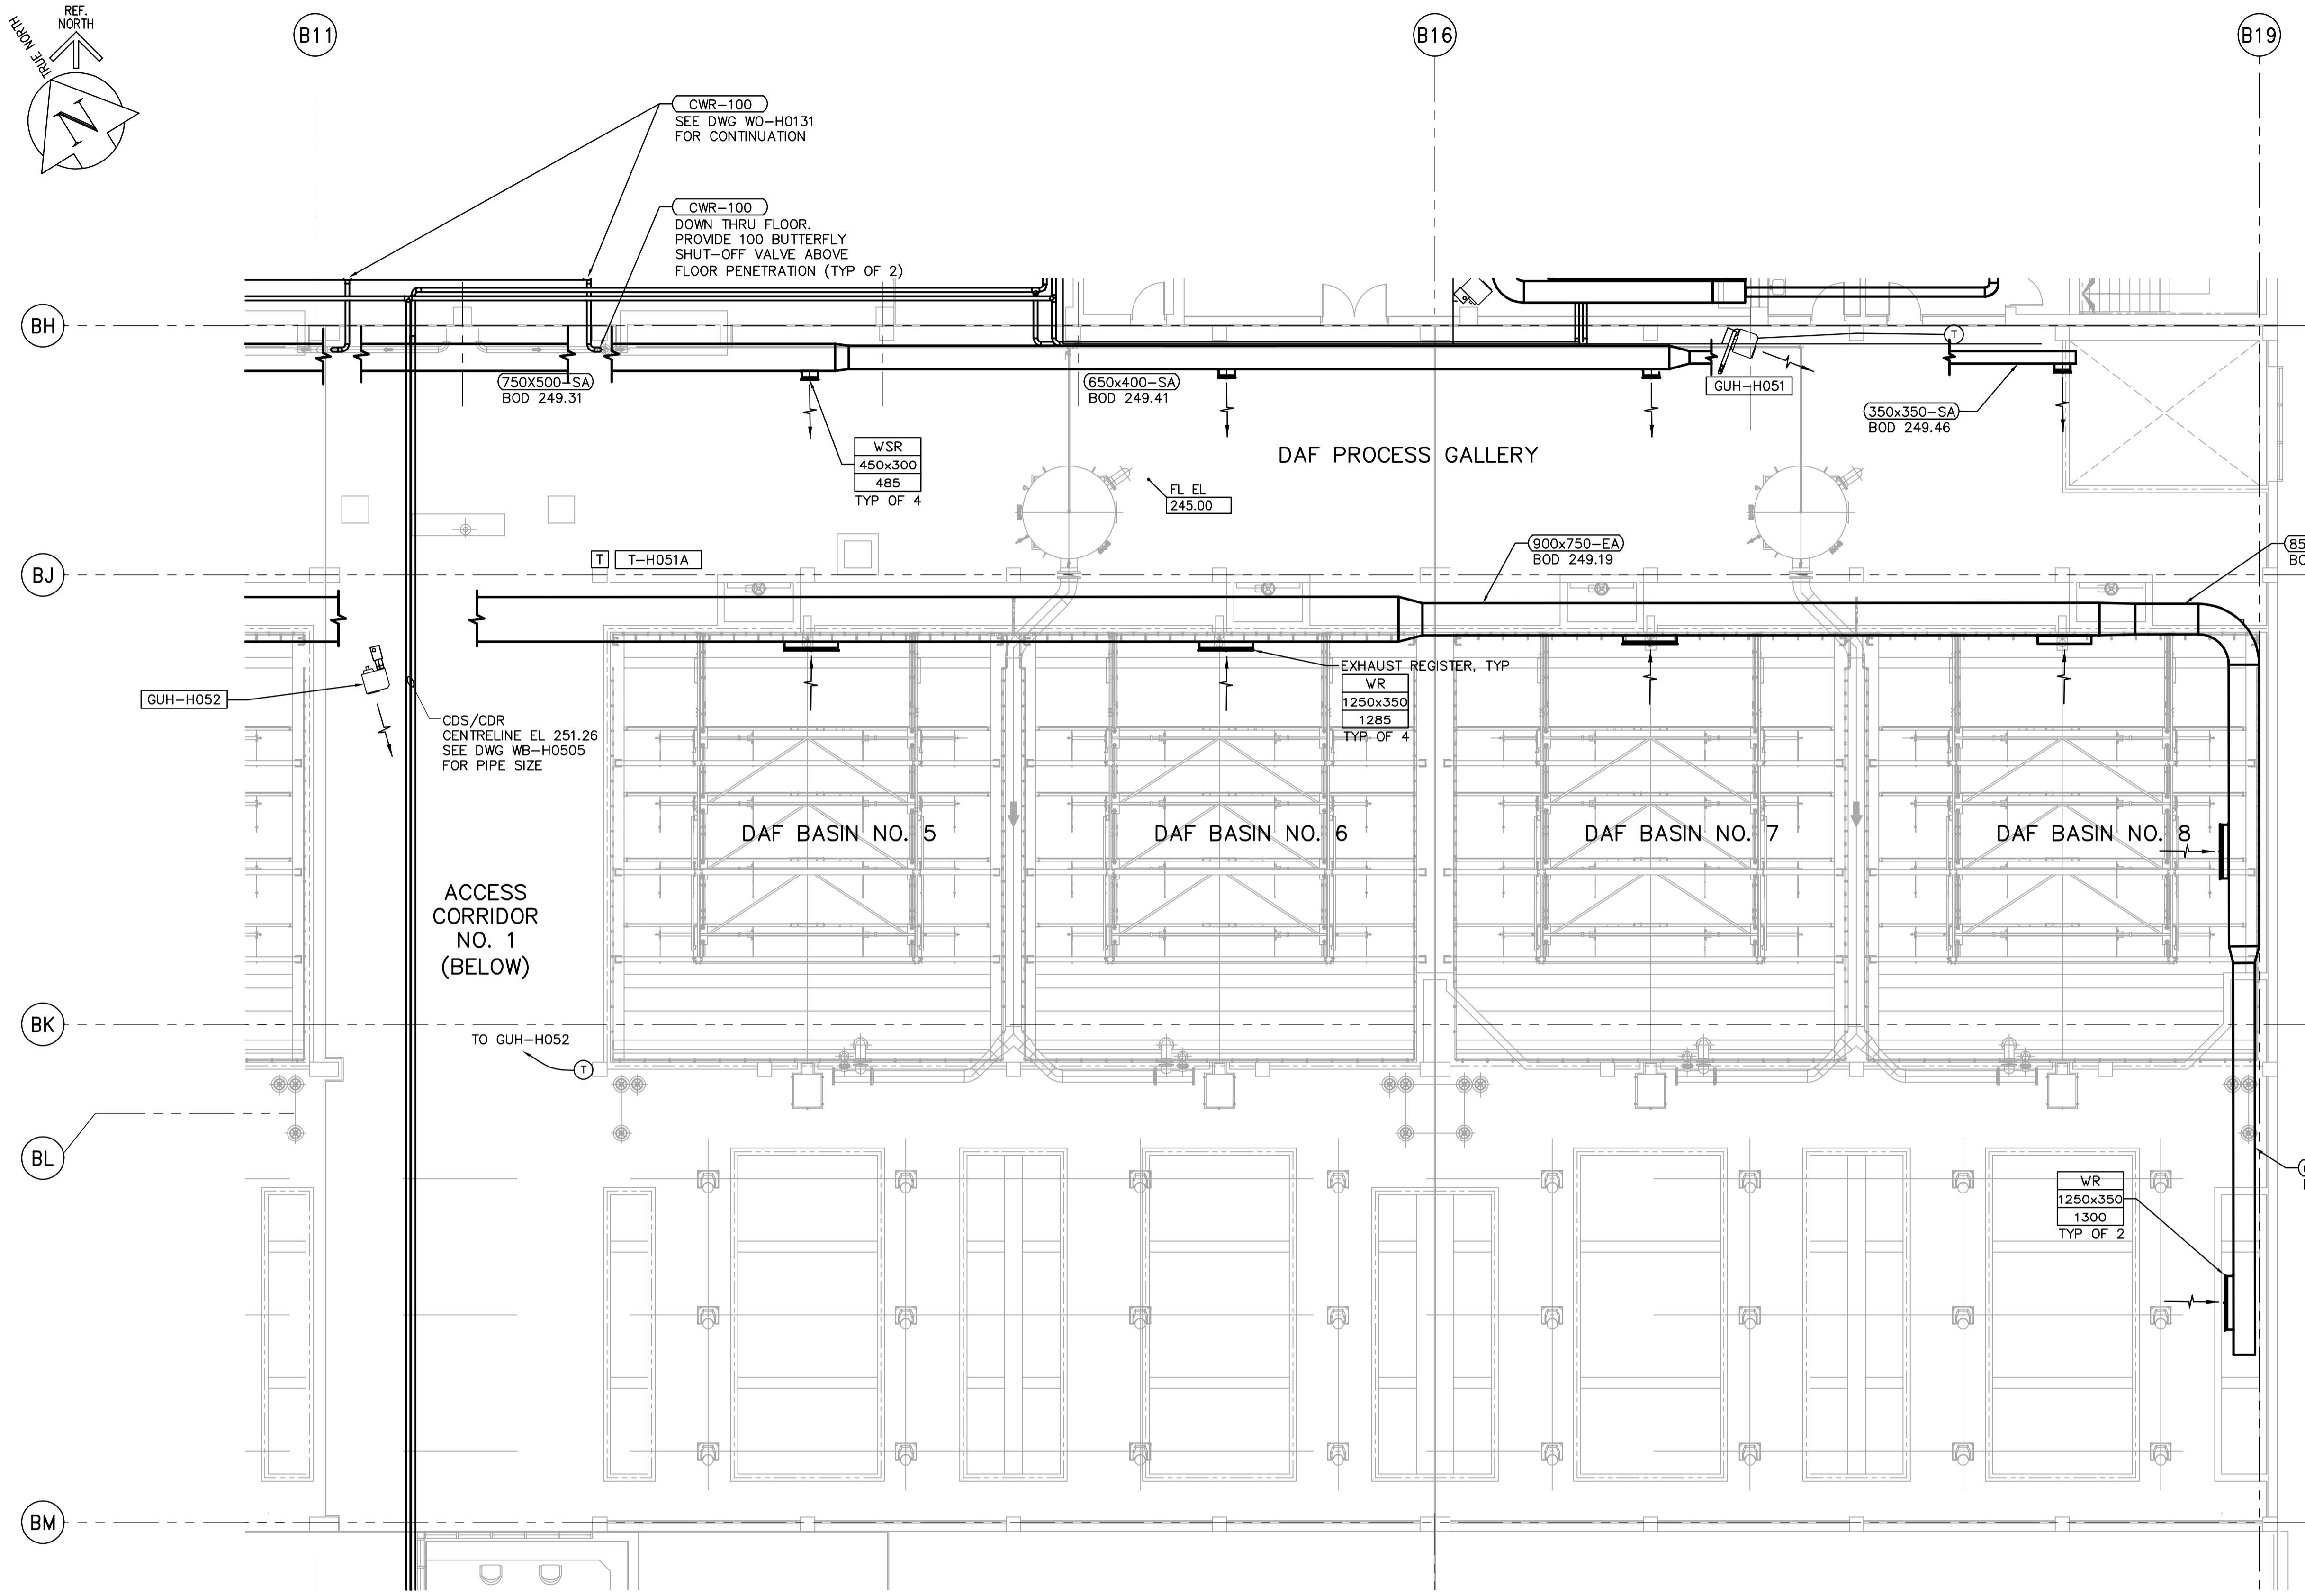 REF.
NORTH
TRUE NORTH
N
B11
B16
B19
CWR-100
SEE DWG WO-H0131
FOR CONTINUATION
CWR-100
DOWN THRU FLOOR.
PROVIDE 100 BUTTERFLY
SHUT-OFF VALVE ABOVE
FLOOR PENETRATION (TYP OF 2)
BH
T
750X500-SA
BOD 249.31
650x400-SA
BOD 249.41
GUH-H051
350x350-SA
BOD 249.46
WSR
450x300
485
TYP OF 4
DAF PROCESS GALLERY
FL EL
245.00
BJ
T
T-H051A
900x750-EA
BOD 249.19
85
BO
EXHAUST REGISTER, TYP
WR
1250x350
1285
TYP OF 4
GUH-H052
CDS/CDR
CENTRELINE EL 251.26
SEE DWG WB-H0505
FOR PIPE SIZE
DAF BASIN NO. 5
DAF BASIN NO. 6
DAF BASIN NO. 7
DAF BASIN NO. 8
ACCESS
CORRIDOR
NO. 1
(BELOW)
BK
TO GUH-H052
T
BL
WR
1250x350
1300
TYP OF 2
BM